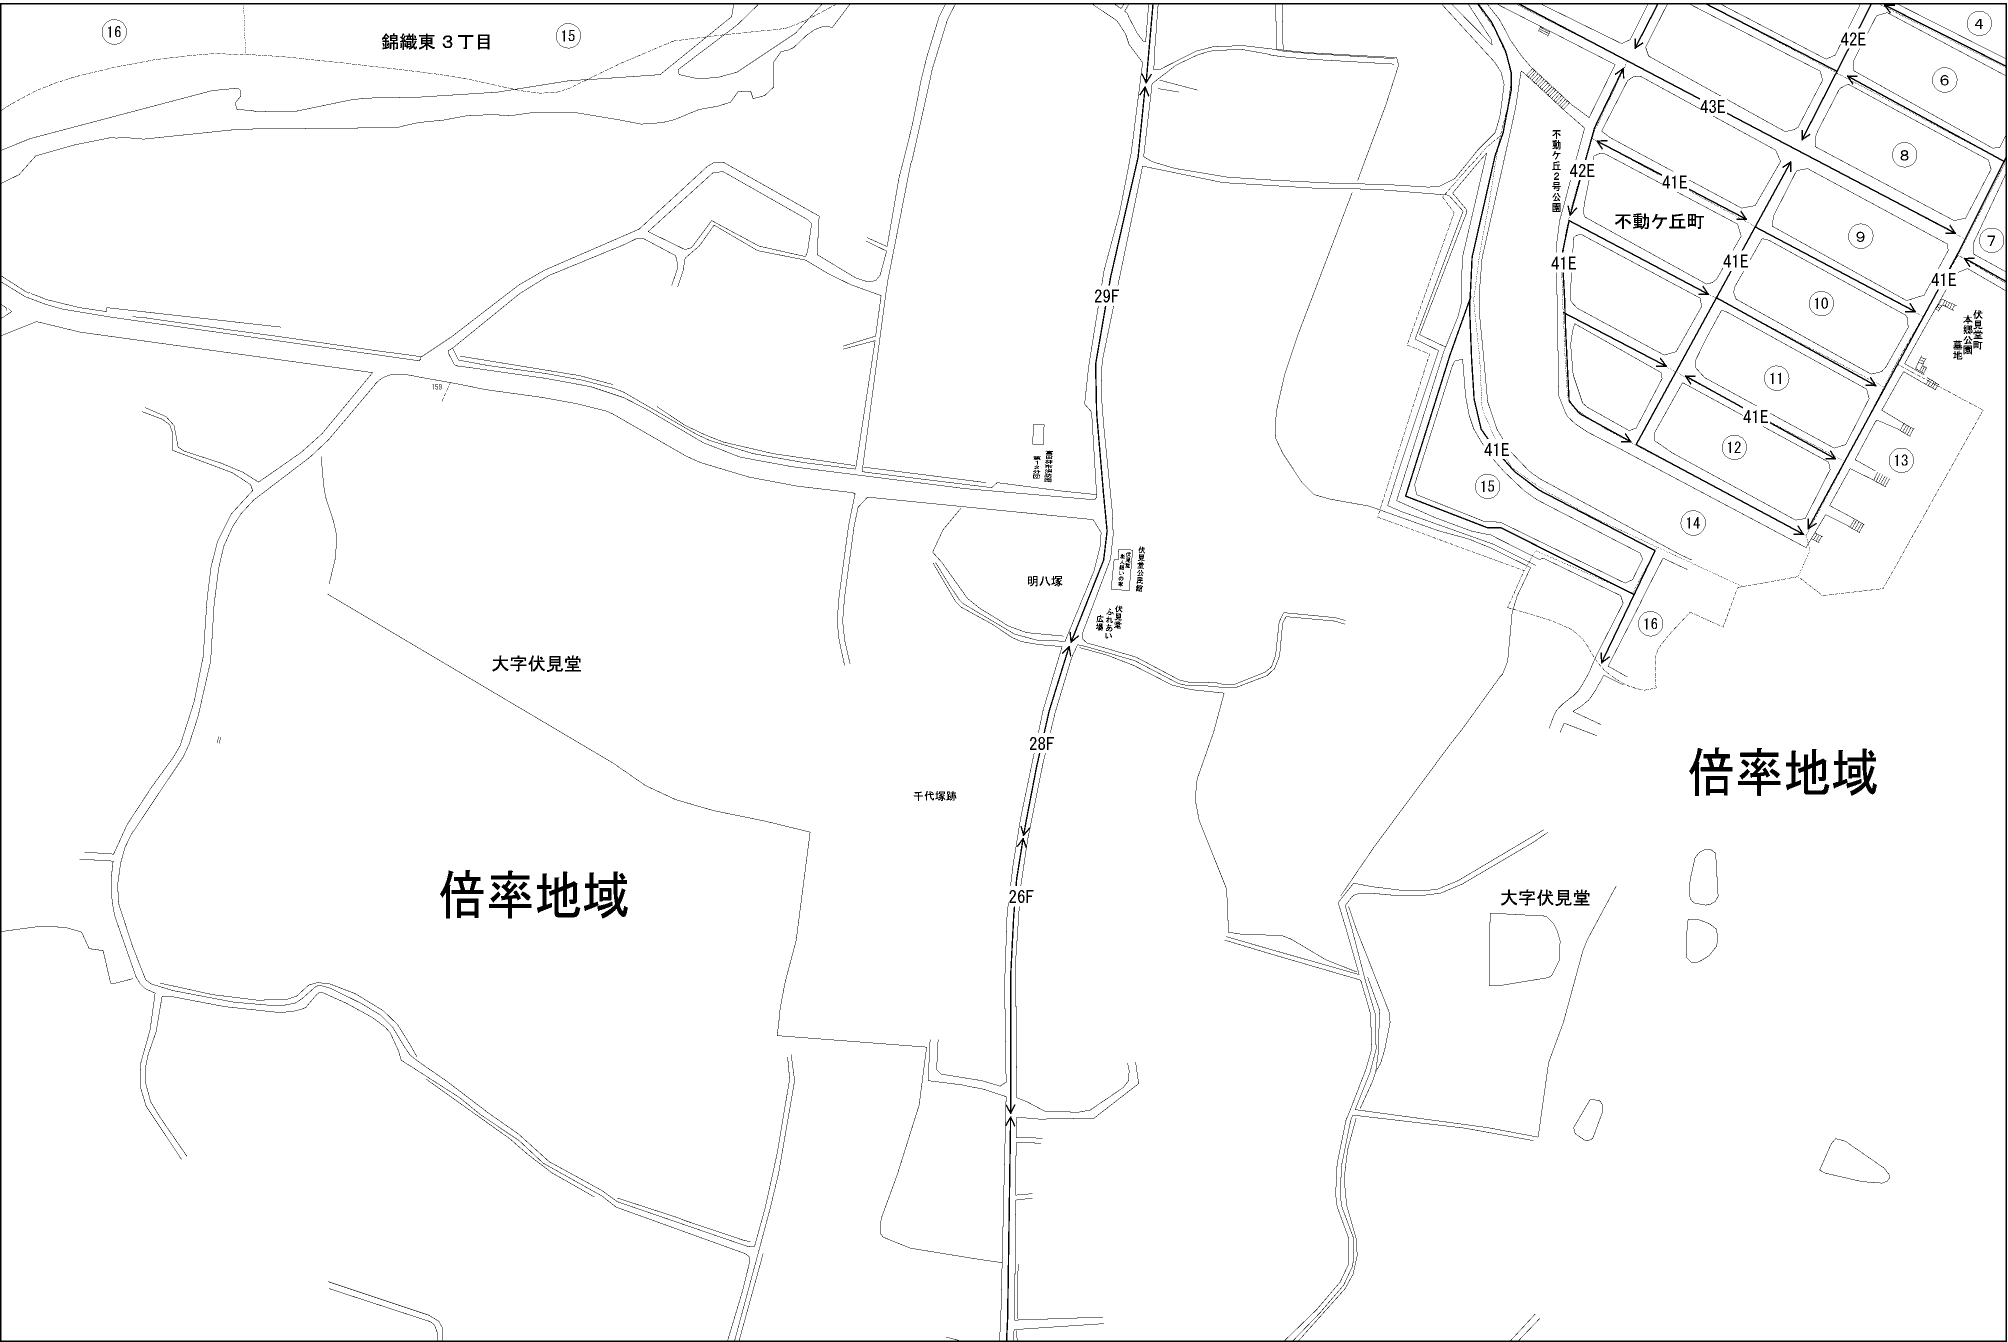 16
錦織東3丁目
15
4
42E
6
43E
8
不動ケ丘2号公園
42E
41E
不動ケ丘町
9
7
41E
41E
41E
10
伏見堂町
本郷公園
墓地
29F
11
159
41E
12
13
41E
15
14
伏見堂公民館
明八塚
伏見堂
ふれあい
広場
16
大字伏見堂
28F
倍率地域
千代塚跡
倍率地域
26F
大字伏見堂